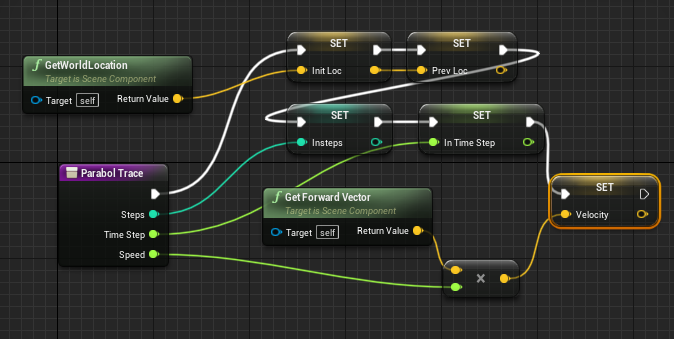 SET
SET
GetWorldLocation
Target is Scene Component
Init Loc
Prev Loc
Target self
Return Value
SET
SET
Insteps
In Time Step
Parabol Trace
SET
Get Forward Vector
Target is Scene Component
Steps
Velocity
Time Step
Target self
Return Value
Speed
×